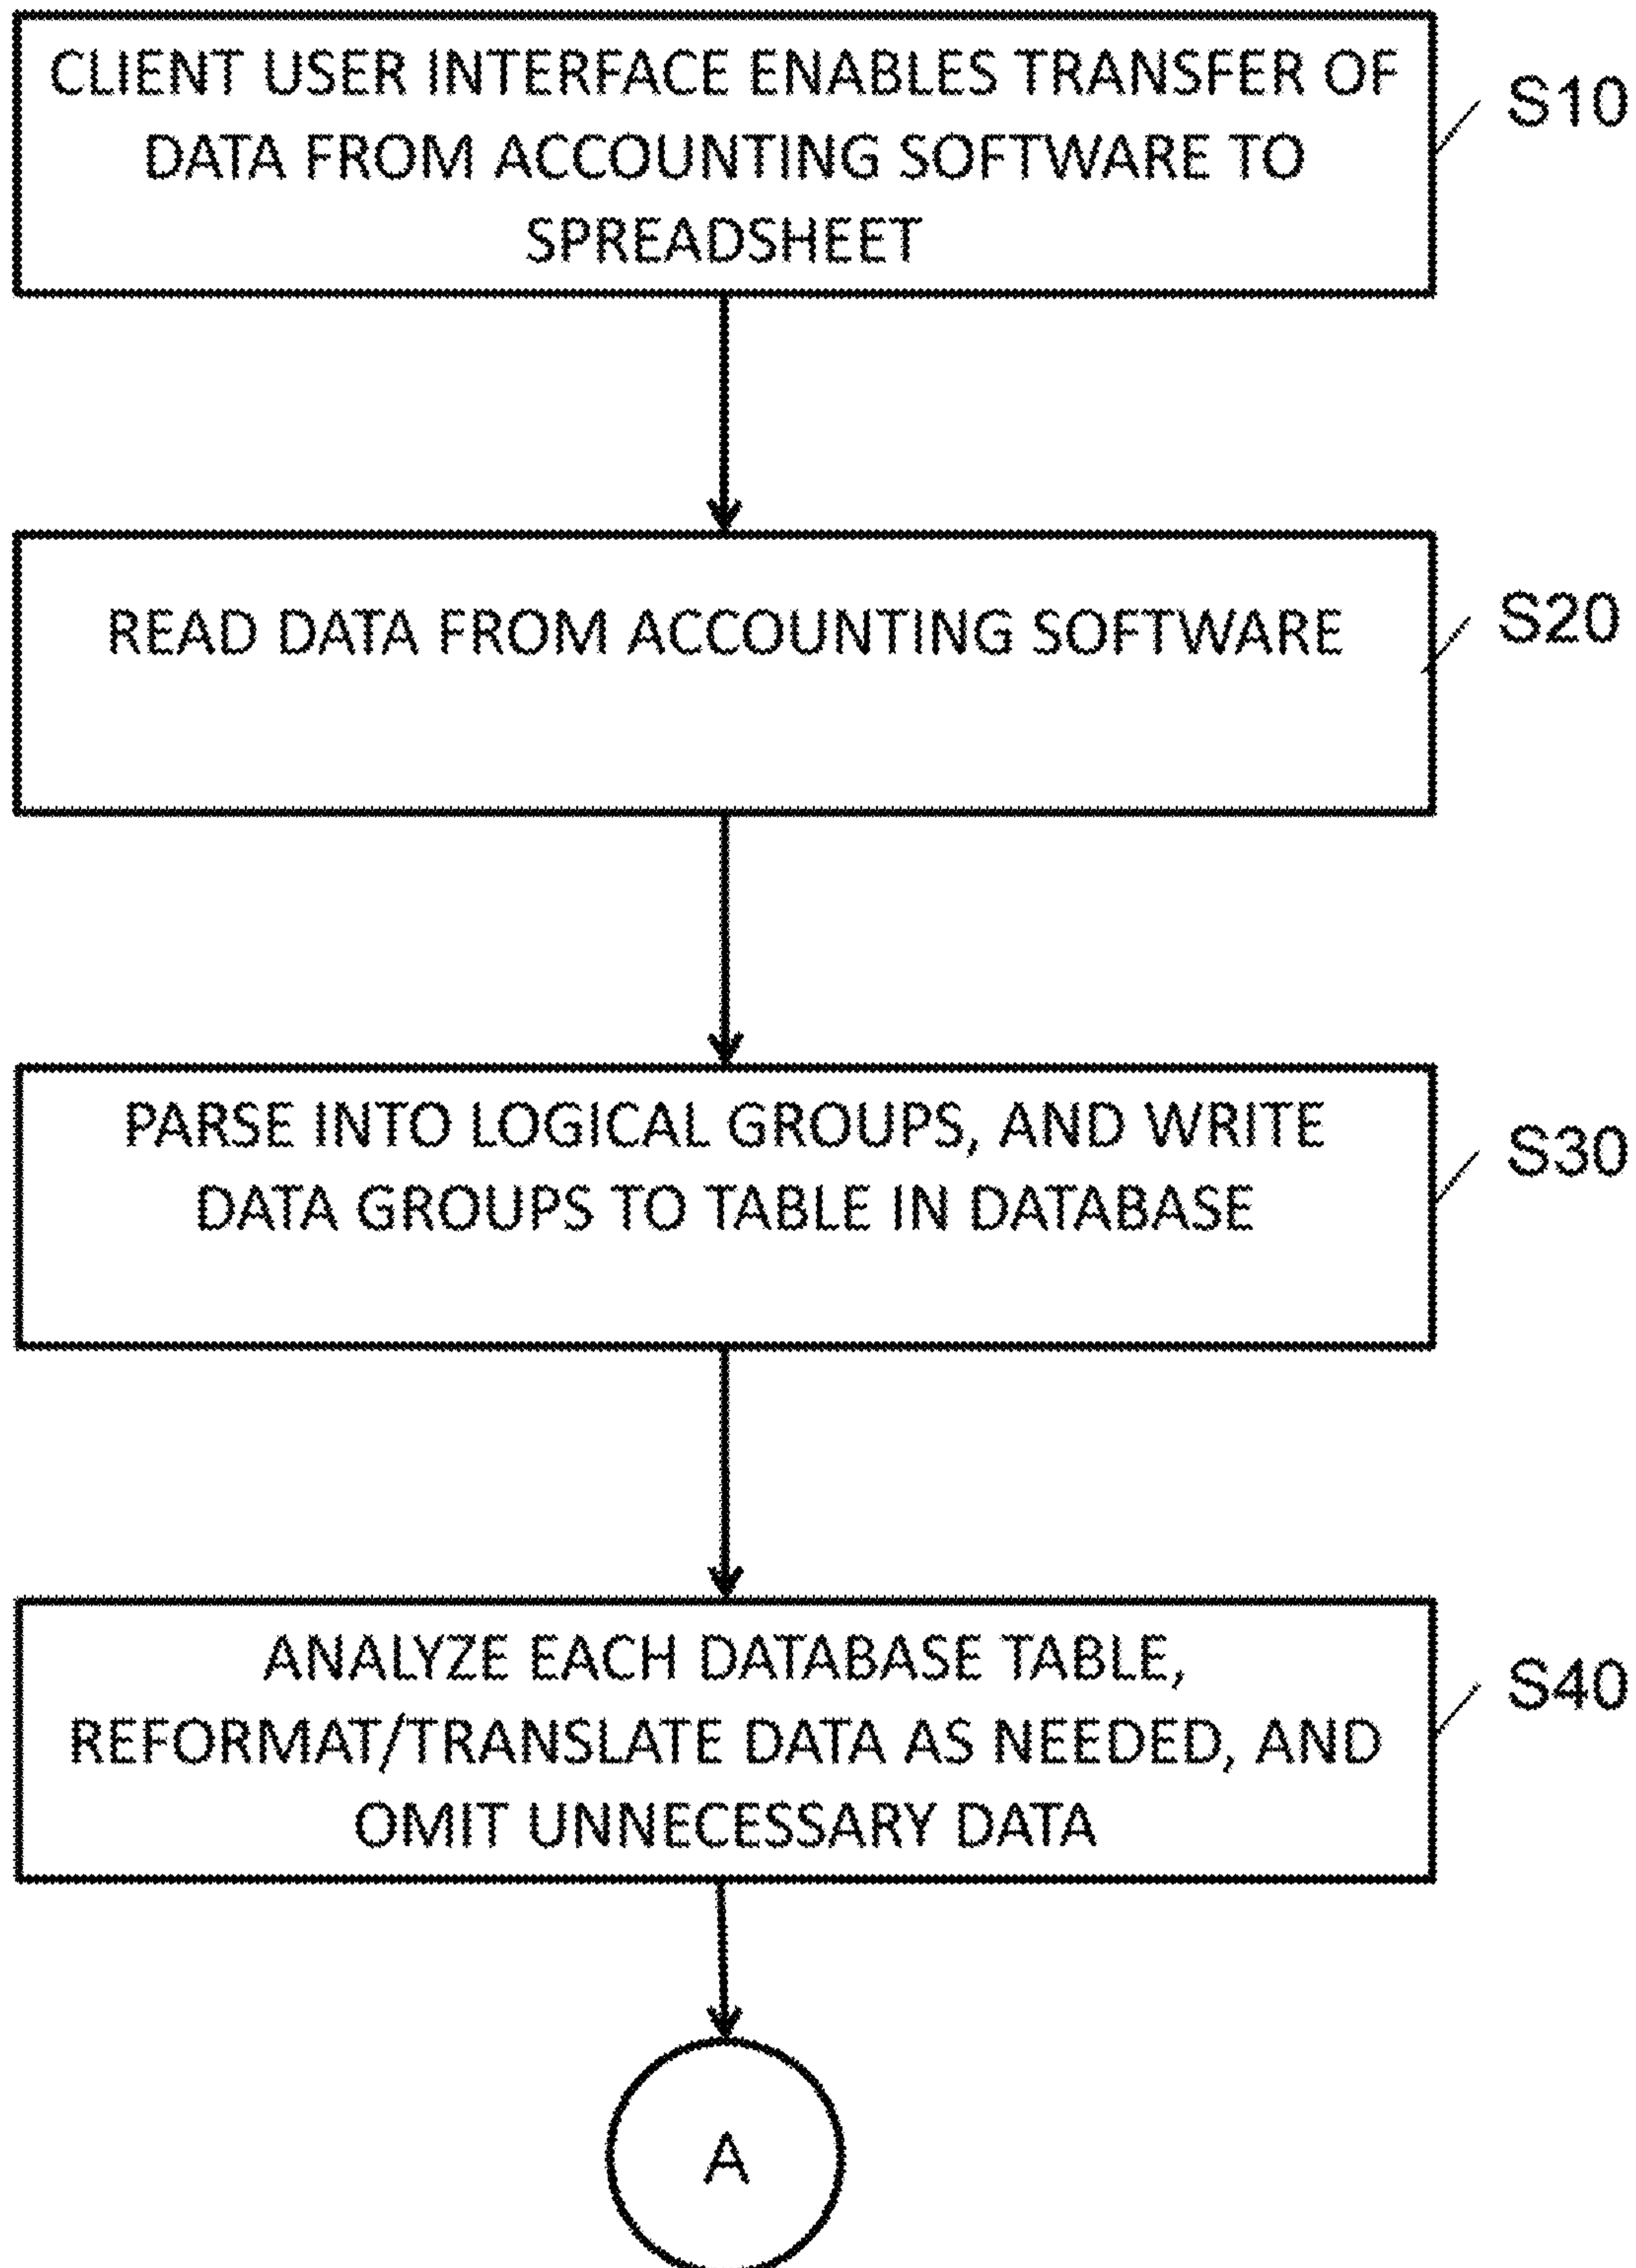 CLIENT USER INTERFACE ENABLES TRANSFER OF
DATA FROM ACCOUNTING SOFTWARE TO
SPREADSHEET
S10
READ DATA FROM ACCOUNTING SOFTWARE
S20
PARSE INTO LOGICAL GROUPS, AND WRITE
DATA GROUPS TO TABLE IN DATABASE
S30
ANALYZE EACH DATABASE TABLE,
REFORMAT/TRANSLATE DATA AS NEEDED, AND
OMIT UNNECESSARY DATA
S40
A